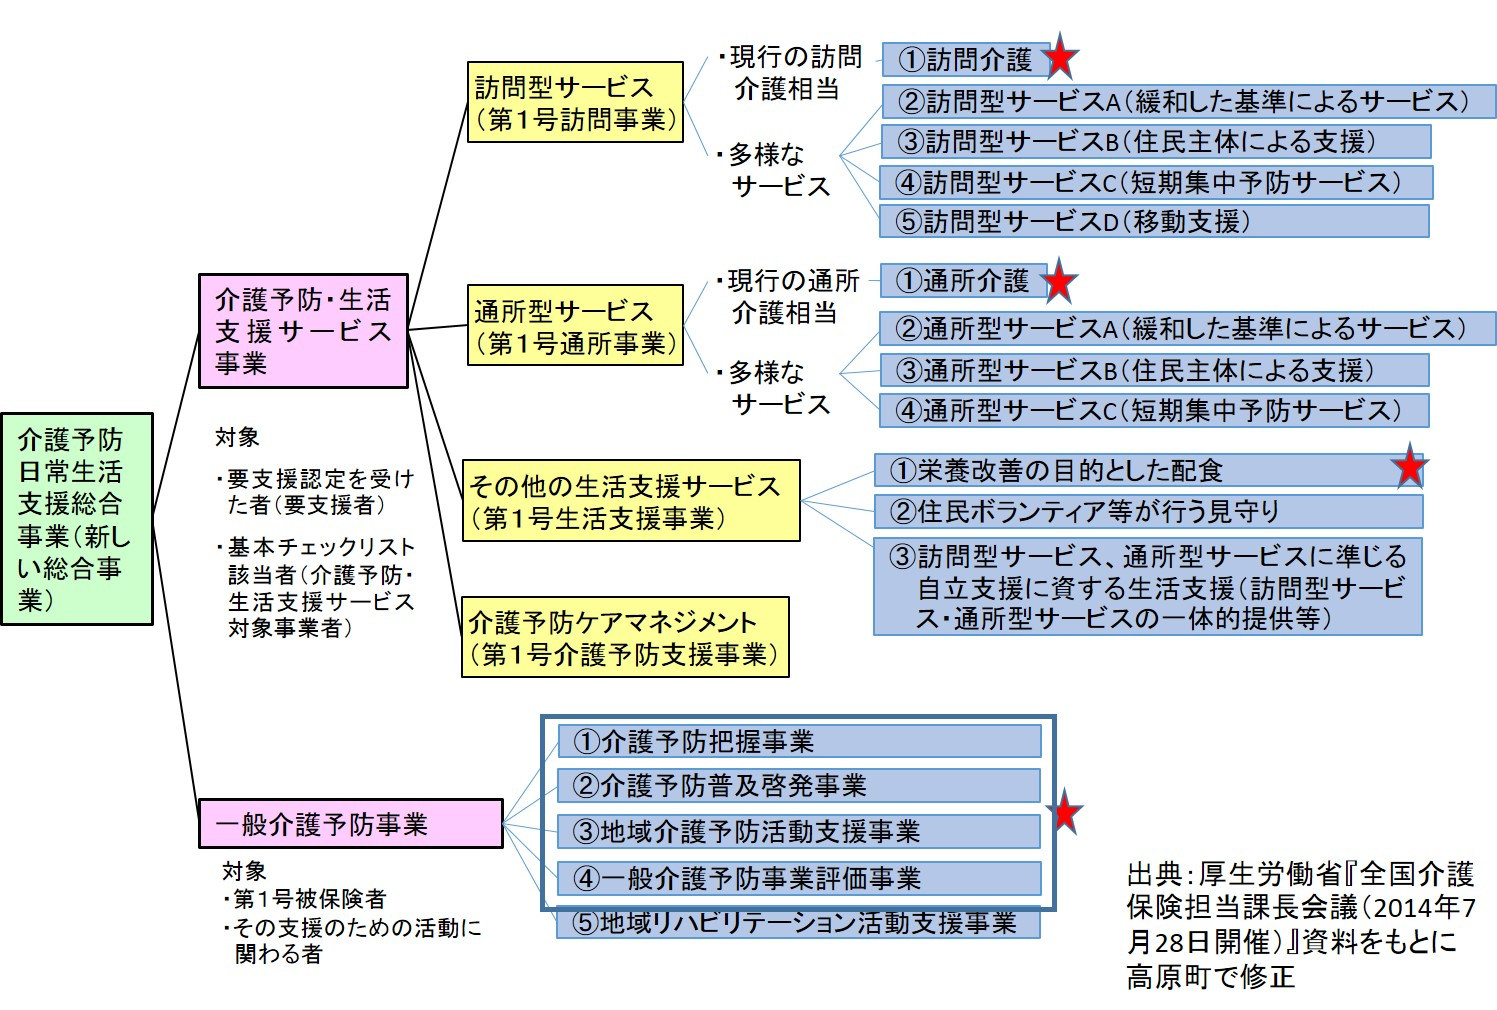 介護予防
日常生活
支援総合
事業（新し
い総合事
業）
介護予防・生活
支援サービス
事業
対象
・要支援認定を受け
た者（要支援者）
・基本チェックリスト
該当者（介護予防・
生活支援サービス
対象事業者）
訪問型サービス
（第１号訪問事業）
・現行の訪問
介護相当
①訪問介護
・多様な
サービス
②訪問型サービスA（緩和した基準によるサービス）
③訪問型サービスB（住民主体による支援）
④訪問型サービスC（短期集中予防サービス）
⑤訪問型サービスD（移動支援）
通所型サービス
（第１号通所事業）
・現行の通所
介護相当
①通所介護
・多様な
サービス
②通所型サービスA（緩和した基準によるサービス）
③通所型サービスB（住民主体による支援）
④通所型サービスC（短期集中予防サービス）
その他の生活支援サービス
（第１号生活支援事業）
①栄養改善の目的とした配食
②住民ボランティア等が行う見守り
③訪問型サービス、通所型サービスに準じる
自立支援に資する生活支援（訪問型サービ
ス・通所型サービスの一体的提供等）
介護予防ケアマネジメント
（第１号介護予防支援事業）
一般介護予防事業
対象
・第１号被保険者
・その支援のための活動に
関わる者
①介護予防把握事業
②介護予防普及啓発事業
③地域介護予防活動支援事業
④一般介護予防事業評価事業
⑤地域リハビリテーション活動支援事業
出典：厚生労働省『全国介護
保険担当課長会議（2014年7
月28日開催）』資料をもとに
高原町で修正